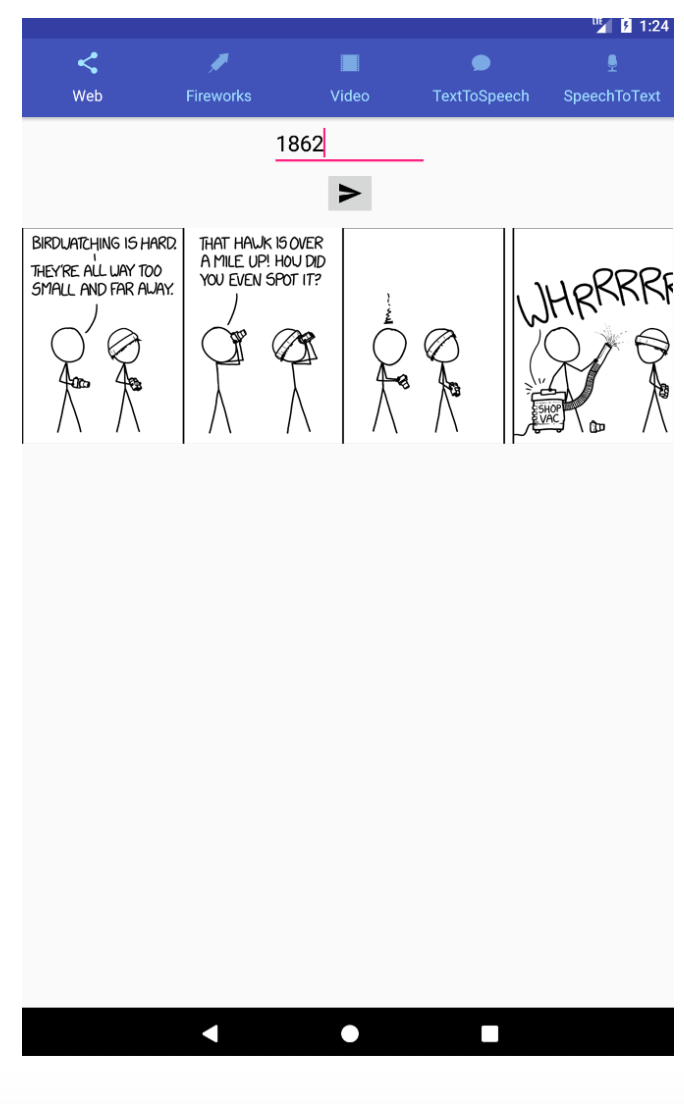 LTE 1:24
Web Fireworks Video TextToSpeech SpeechToText
1862
BIRDWATCHING IS HARD.
THEY'RE ALL WAY TOO
SMALL AND FAR AWAY.
THAT HAWK IS OVER
A MILE UP! HOW DID
YOU EVEN SPOT IT?
WHRRRRR
SHOP
VAC